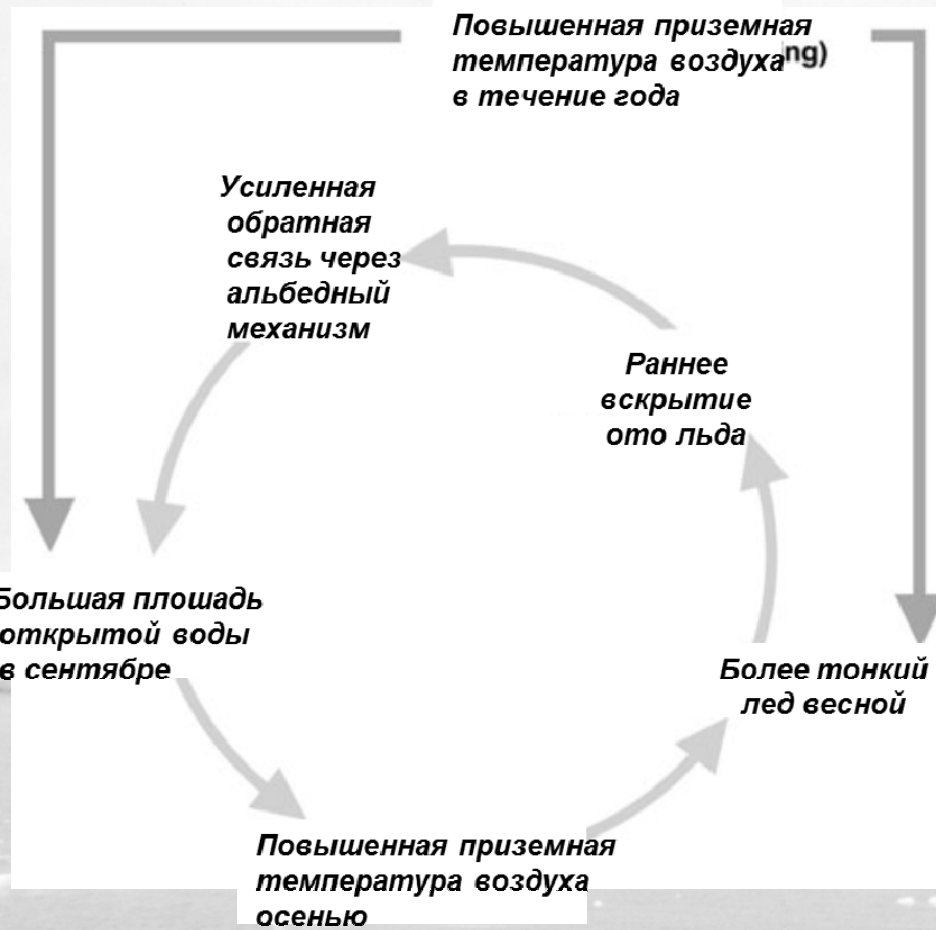 Повышенная приземная
температура воздуха ing)
в течение года
Усиленная
обратная
связь через
альбедный
механизм
Раннее
вскрытие
ото льда
Большая плошадь
открытой воды
в сентябре
Более тонкий
лед весной
Повышенная приземная
температура воздуха
осенью